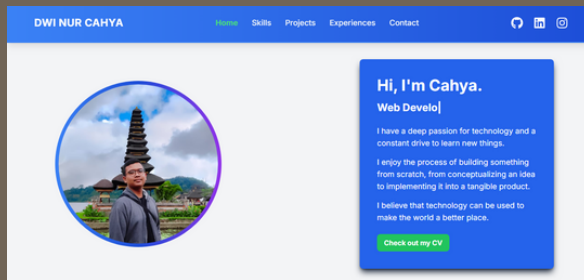 DWI NUR CAHYA
Home Skills Projects Experiences Contact
Hi, I'm Cahya.
Web Develo|
I have a deep passion for technology and a
constant drive to learn new things.
I enjoy the process of building something
from scratch, from conceptualizing an idea
to implementing it into a tangible product.
I believe that technology can be used to
make the world a better place.
Check out my CV